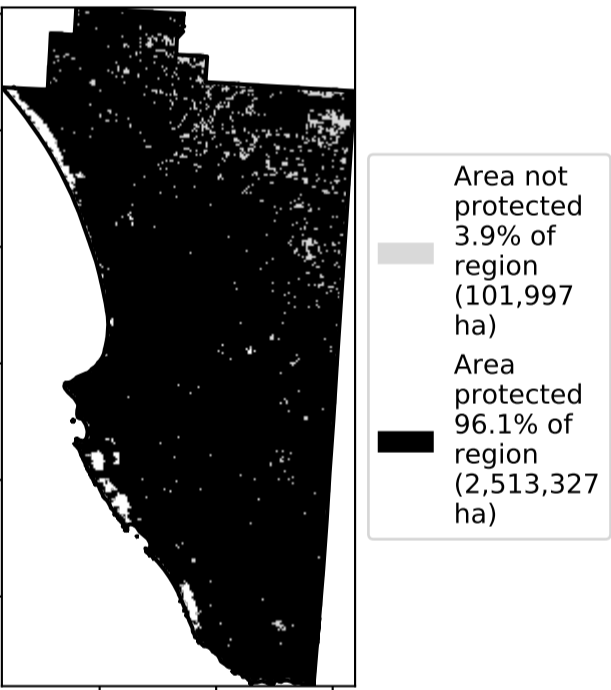 Area not
protected
3.9% of
region
(101,997
ha)
Area
protected
96.1% of
region
(2,513,327
ha)